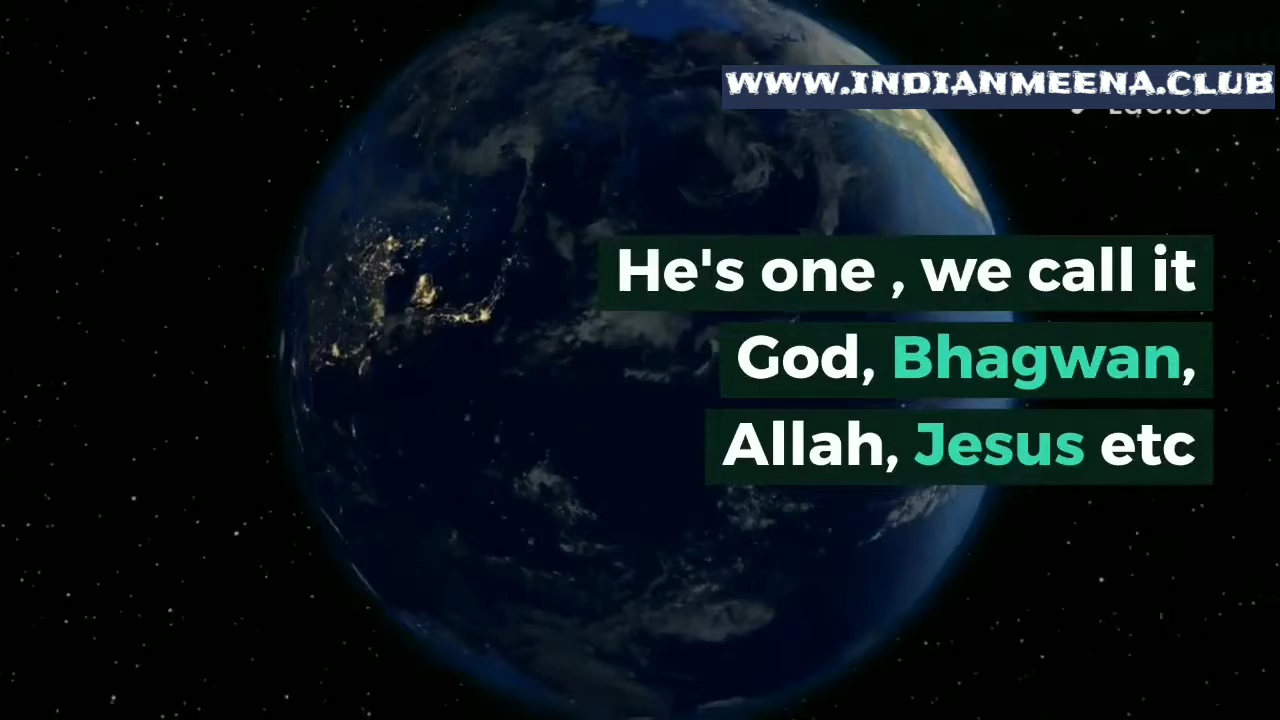 WWW.INDIANMEENA.CLUB
He's one , we call it
God, Bhagwan,
Allah, Jesus etc